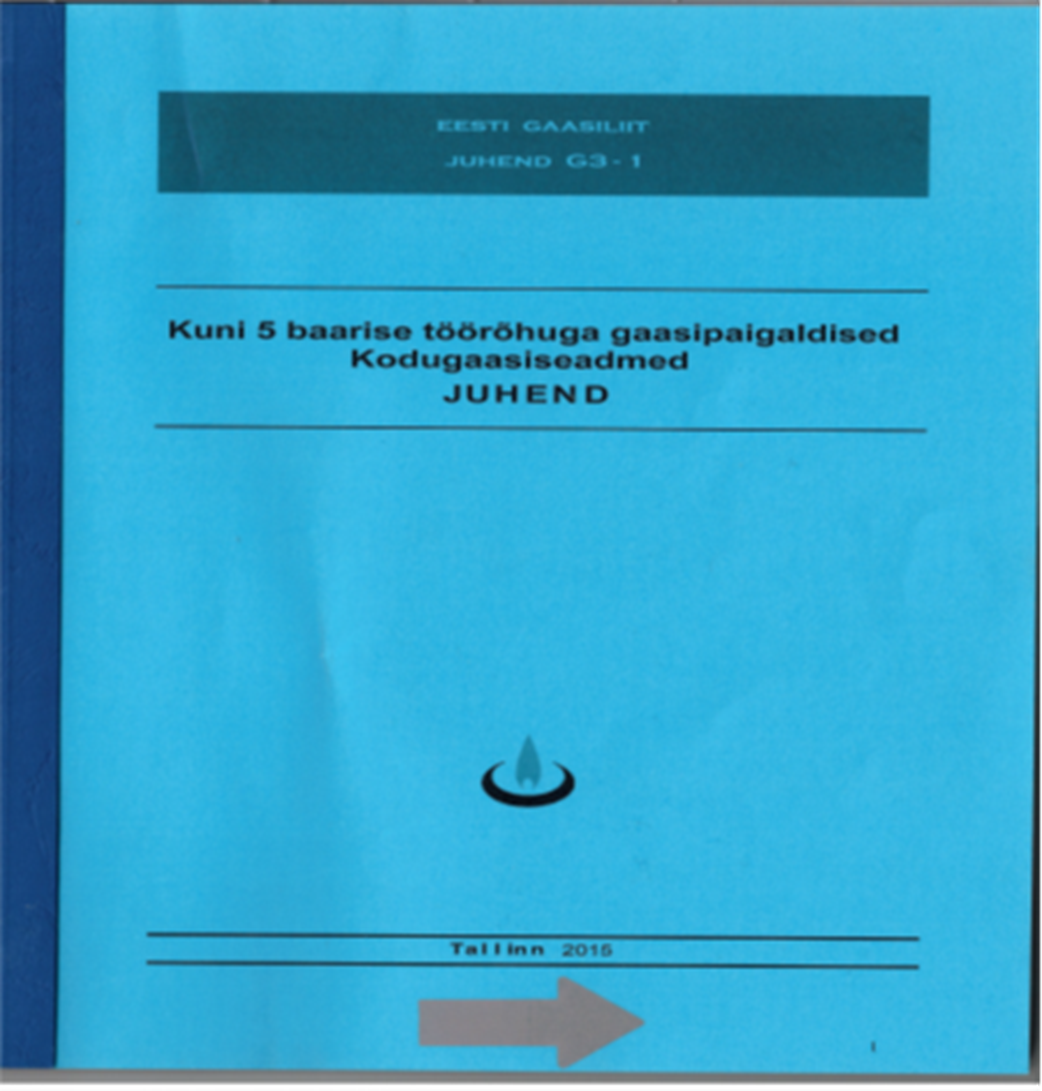 EESTI GAASILIIT
JUHEND G3-1
Kuni 5 baarise töörõhuga gaasipaigaldised
Kodugaasiseadmed
JUHEND
Tallinn 2015